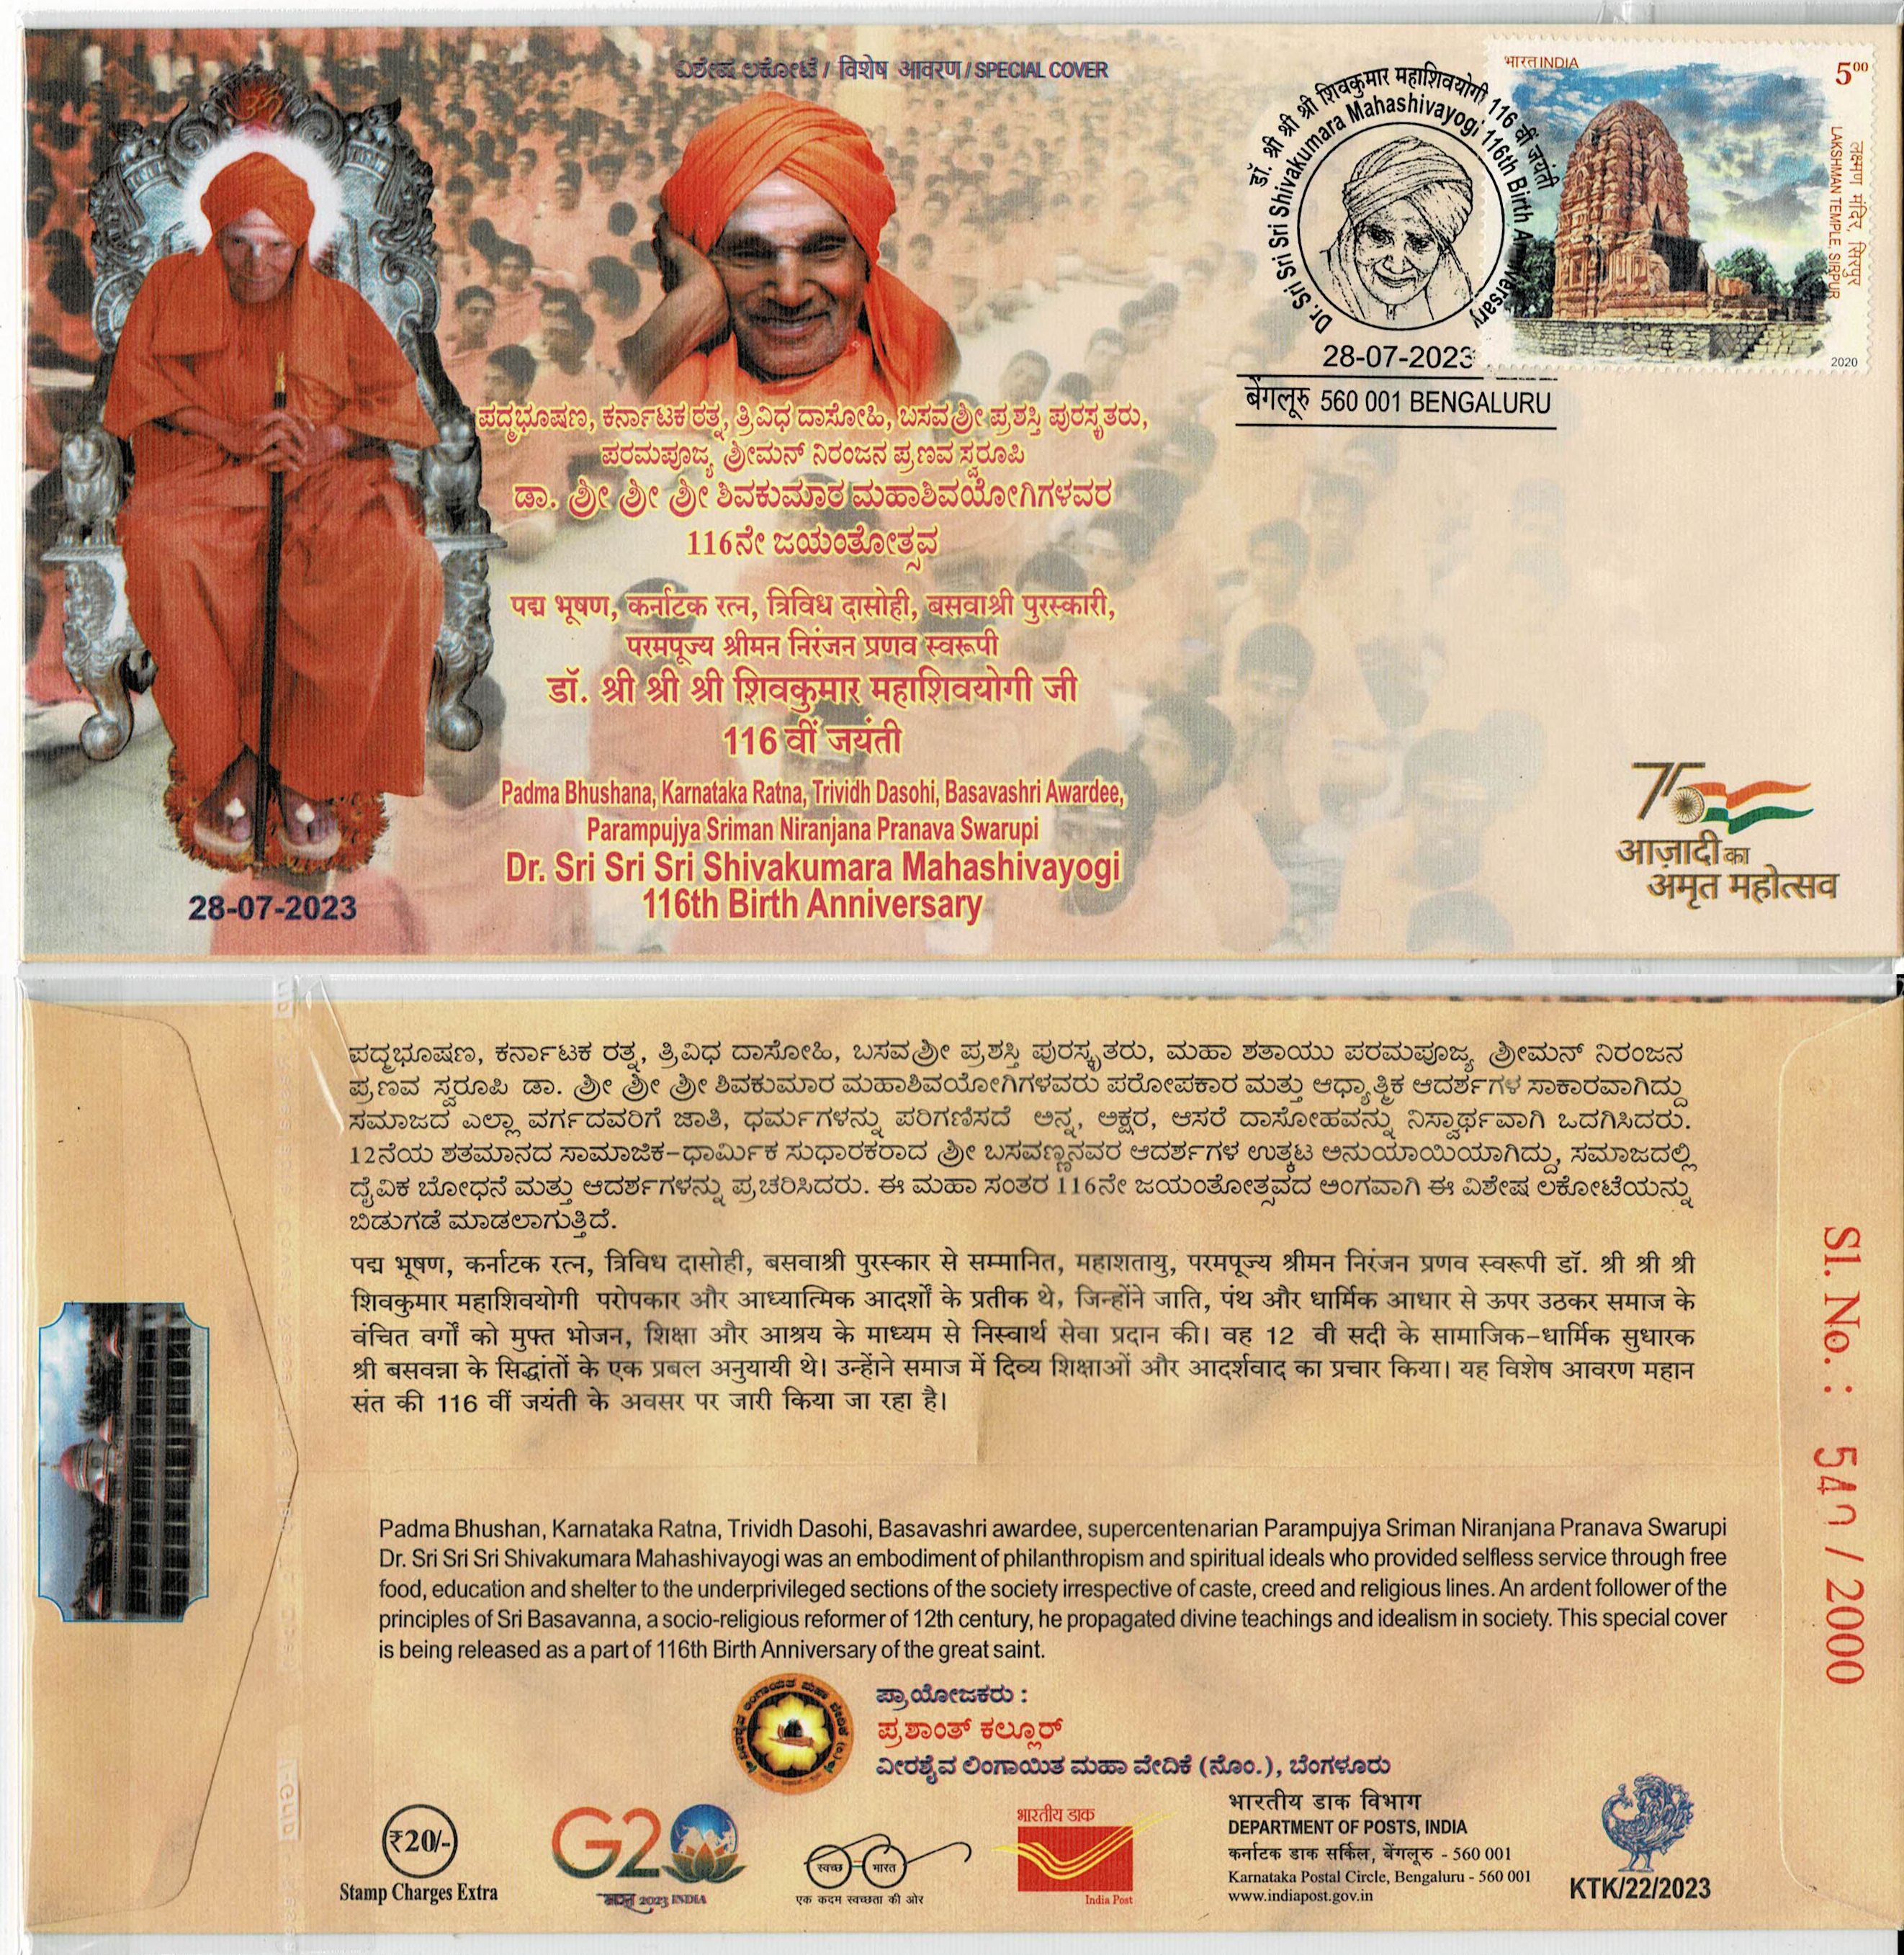 ವಿಶೇಷ ಲಕೋಟೆ / विशेष आवरण / SPECIAL COVER
डॉ. श्री श्री श्री शिवकुमार महाशिवयोगी 116 वीं जयंती
Dr. Sri Sri Sri Shivakumara Mahashivayogi 116th Birth Anniversary
28-07-2023
बेंगलूरु 560 001 BENGALURU
भारत INDIA
500
लक्ष्मण मंदिर, सिरपुर
LAKSHMAN TEMPLE, SIRPUR
2020
ಪದ್ಮಭೂಷಣ, ಕರ್ನಾಟಕ ರತ್ನ, ತ್ರಿವಿಧ ದಾಸೋಹಿ, ಬಸವಶ್ರೀ ಪ್ರಶಸ್ತಿ ಪುರಸ್ಕೃತರು,
ಪರಮಪೂಜ್ಯ ಶ್ರೀಮನ್ ನಿರಂಜನ ಪ್ರಣವ ಸ್ವರೂಪಿ
ಡಾ. ಶ್ರೀ ಶ್ರೀ ಶ್ರೀ ಶಿವಕುಮಾರ ಮಹಾಶಿವಯೋಗಿಗಳವರ
116ನೇ ಜಯಂತೋತ್ಸವ
पद्म भूषण, कर्नाटक रत्न, त्रिविध दासोही, बसवाश्री पुरस्कारी,
परमपूज्य श्रीमन निरंजन प्रणव स्वरूपी
डॉ. श्री श्री श्री शिवकुमार महाशिवयोगी जी
116 वीं जयंती
Padma Bhushana, Karnataka Ratna, Trividh Dasohi, Basavashri Awardee,
Parampujya Sriman Niranjana Pranava Swarupi
Dr. Sri Sri Sri Shivakumara Mahashivayogi
116th Birth Anniversary
28-07-2023
75
आज़ादी का
अमृत महोत्सव
ಪದ್ಮಭೂಷಣ, ಕರ್ನಾಟಕ ರತ್ನ, ತ್ರಿವಿಧ ದಾಸೋಹಿ, ಬಸವಶ್ರೀ ಪ್ರಶಸ್ತಿ ಪುರಸ್ಕೃತರು, ಮಹಾ ಶತಾಯು ಪರಮಪೂಜ್ಯ ಶ್ರೀಮನ್ ನಿರಂಜನ
ಪ್ರಣವ ಸ್ವರೂಪಿ ಡಾ. ಶ್ರೀ ಶ್ರೀ ಶ್ರೀ ಶಿವಕುಮಾರ ಮಹಾಶಿವಯೋಗಿಗಳವರು ಪರೋಪಕಾರ ಮತ್ತು ಆಧ್ಯಾತ್ಮಿಕ ಆದರ್ಶಗಳ ಸಾಕಾರವಾಗಿದ್ದು
ಸಮಾಜದ ಎಲ್ಲಾ ವರ್ಗದವರಿಗೆ ಜಾತಿ, ಧರ್ಮಗಳನ್ನು ಪರಿಗಣಿಸದೆ ಅನ್ನ, ಅಕ್ಷರ, ಆಸರೆ ದಾಸೋಹವನ್ನು ನಿಸ್ವಾರ್ಥವಾಗಿ ಒದಗಿಸಿದರು.
12ನೆಯ ಶತಮಾನದ ಸಾಮಾಜಿಕ-ಧಾರ್ಮಿಕ ಸುಧಾರಕರಾದ ಶ್ರೀ ಬಸವಣ್ಣನವರ ಆದರ್ಶಗಳ ಉತ್ಕಟ ಅನುಯಾಯಿಯಾಗಿದ್ದು, ಸಮಾಜದಲ್ಲಿ
ದೈವಿಕ ಬೋಧನೆ ಮತ್ತು ಆದರ್ಶಗಳನ್ನು ಪ್ರಚರಿಸಿದರು. ಈ ಮಹಾ ಸಂತರ 116ನೇ ಜಯಂತೋತ್ಸವದ ಅಂಗವಾಗಿ ಈ ವಿಶೇಷ ಲಕೋಟೆಯನ್ನು
ಬಿಡುಗಡೆ ಮಾಡಲಾಗುತ್ತಿದೆ.
पद्म भूषण, कर्नाटक रत्न, त्रिविध दासोही, बसवाश्री पुरस्कार से सम्मानित, महाशतायु, परमपूज्य श्रीमन निरंजन प्रणव स्वरूपी डॉ. श्री श्री श्री
शिवकुमार महाशिवयोगी परोपकार और आध्यात्मिक आदर्शों के प्रतीक थे, जिन्होंने जाति, पंथ और धार्मिक आधार से ऊपर उठकर समाज के
वंचित वर्गों को मुफ्त भोजन, शिक्षा और आश्रय के माध्यम से निस्वार्थ सेवा प्रदान की। वह 12 वी सदी के सामाजिक-धार्मिक सुधारक
श्री बसवन्ना के सिद्धांतों के एक प्रबल अनुयायी थे। उन्होंने समाज में दिव्य शिक्षाओं और आदर्शवाद का प्रचार किया। यह विशेष आवरण महान
संत की 116 वीं जयंती के अवसर पर जारी किया जा रहा है।
Padma Bhushan, Karnataka Ratna, Trividh Dasohi, Basavashri awardee, supercentenarian Parampujya Sriman Niranjana Pranava Swarupi
Dr. Sri Sri Sri Shivakumara Mahashivayogi was an embodiment of philanthropism and spiritual ideals who provided selfless service through free
food, education and shelter to the underprivileged sections of the society irrespective of caste, creed and religious lines. An ardent follower of the
principles of Sri Basavanna, a socio-religious reformer of 12th century, he propagated divine teachings and idealism in society. This special cover
is being released as a part of 116th Birth Anniversary of the great saint.
Sl. No. : 540 / 2000
ಪ್ರಾಯೋಜಕರು :
ಪ್ರಶಾಂತ್ ಕಲ್ಲೂರ್
ವೀರಶೈವ ಲಿಂಗಾಯಿತ ಮಹಾ ವೇದಿಕೆ (ನೊಂ.), ಬೆಂಗಳೂರು
₹20/-
Stamp Charges Extra
G20
भारत 2023 INDIA
स्वच्छ भारत
एक कदम स्वच्छता की ओर
भारतीय डाक
India Post
भारतीय डाक विभाग
DEPARTMENT OF POSTS, INDIA
कर्नाटक डाक सर्किल, बेंगलूरु - 560 001
Karnataka Postal Circle, Bengaluru - 560 001
www.indiapost.gov.in
KTK/22/2023